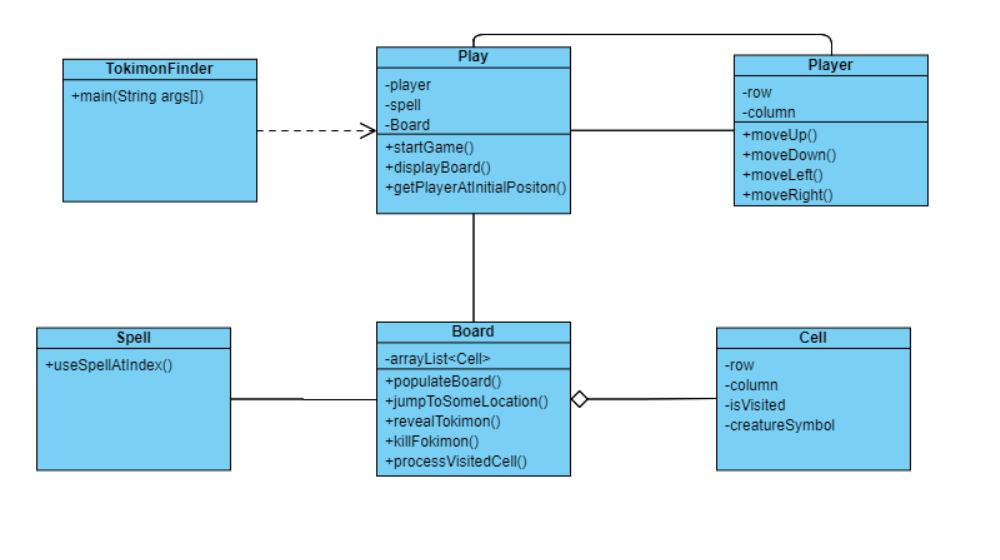 TokimonFinder
+main(String args[])
Play
-player
-spell
-Board
+startGame()
+displayBoard()
+getPlayerAtInitialPositon()
Player
-row
-column
+moveUp()
+moveDown()
+moveLeft()
+moveRight()
Spell
+useSpellAtIndex()
Board
-arrayList<Cell>
+populateBoard()
+jumpToSomeLocation()
+revealTokimon()
+killFokimon()
+processVisitedCell()
Cell
-row
-column
-isVisited
-creatureSymbol